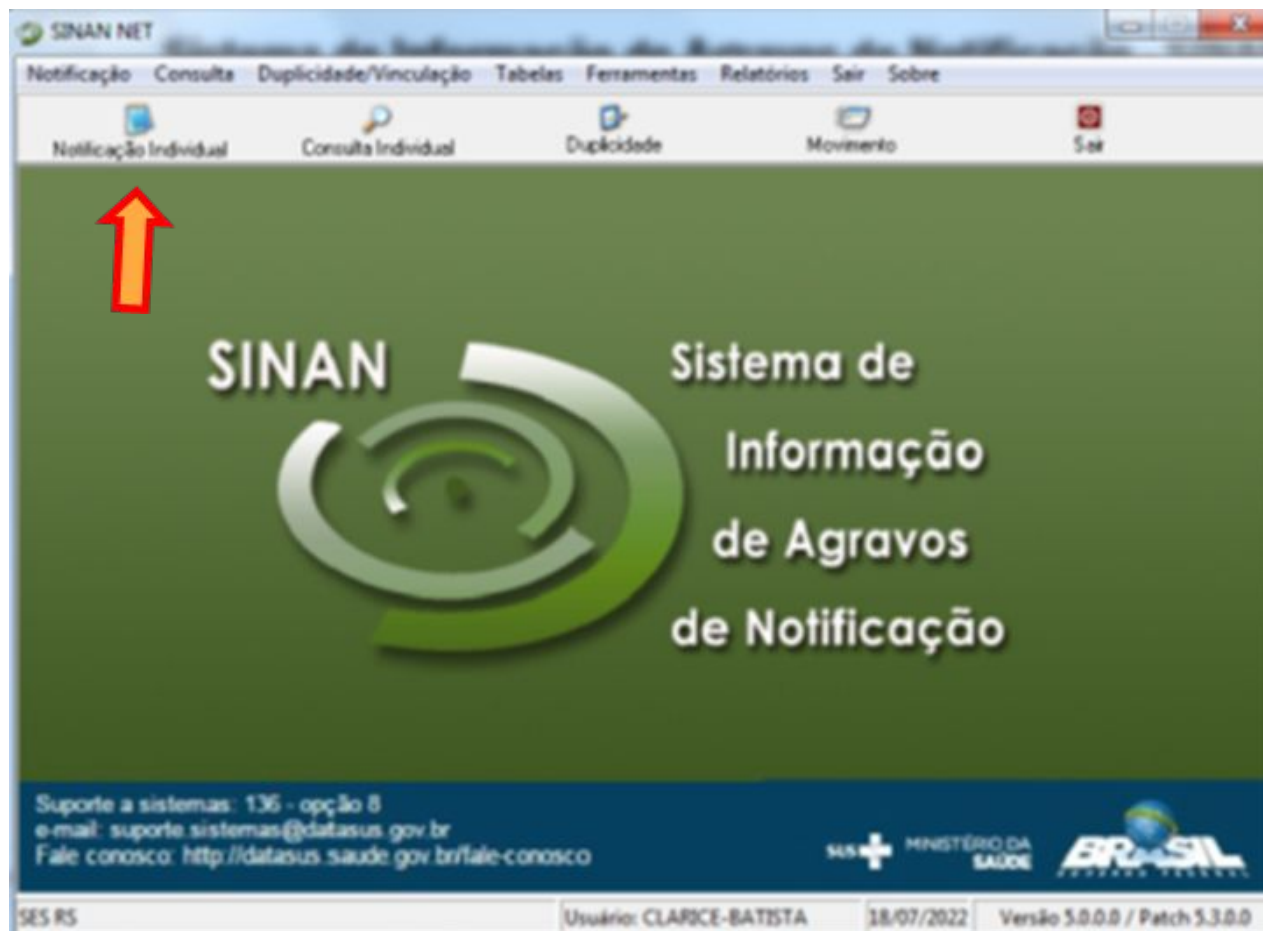 SINAN NET
Notificação Consulta Duplicidade/Vinculação Tabelas Ferramentas Relatórios Sair Sobre
Notificação Individual Consulta Individual Duplicidade Movimento Sair
SINAN
Sistema de
Informação
de Agravos
de Notificação
Suporte a sistemas: 136 - opção 8
e-mail: suporte.sistemas@datasus.gov.br
Fale conosco: http://datasus.saude.gov.br/fale-conosco
SUS MINISTÉRIO DA
SAÚDE
BRASIL
GOVERNO FEDERAL
SES RS Usuário: CLARICE-BATISTA 18/07/2022 Versão 5.0.0.0 / Patch 5.3.0.0